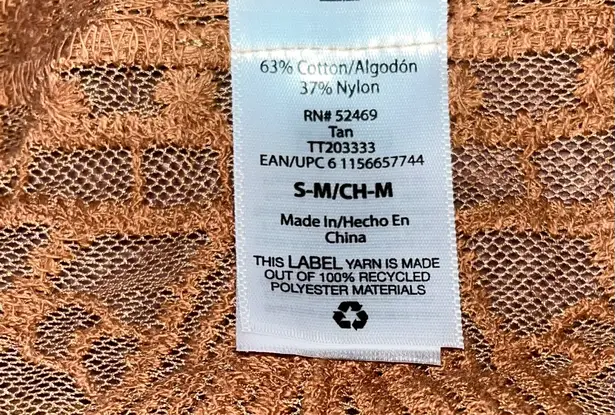 63% Cotton/Algodón
37% Nylon
RN# 52469
Tan
TT203333
EAN/UPC 6 1156657744
S-M/CH-M
Made In/Hecho En
China
THIS LABEL YARN IS MADE
OUT OF 100% RECYCLED
POLYESTER MATERIALS